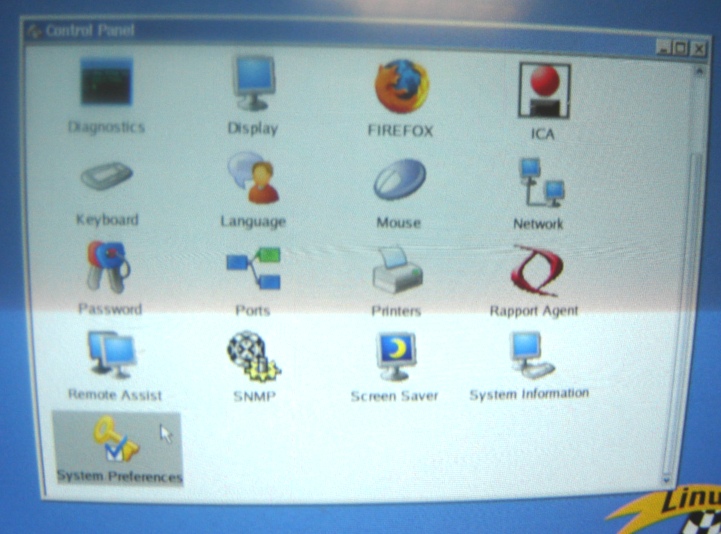 Control Panel
Diagnostics Display FIREFOX ICA
Keyboard Language Mouse Network
Password Ports Printers Rapport Agent
Remote Assist SNMP Screen Saver System Information
System Preferences
Linu